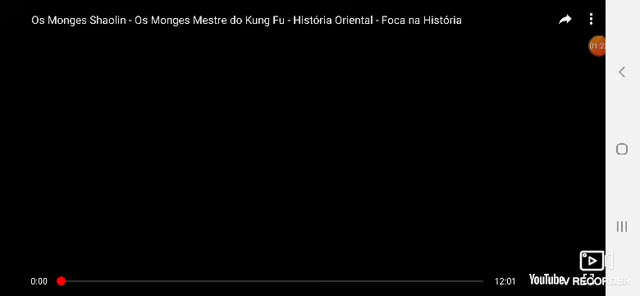 Os Monges Shaolin - Os Monges Mestre do Kung Fu - História Oriental - Foca na História
0:00
12:01
YouTube
V RECORDER